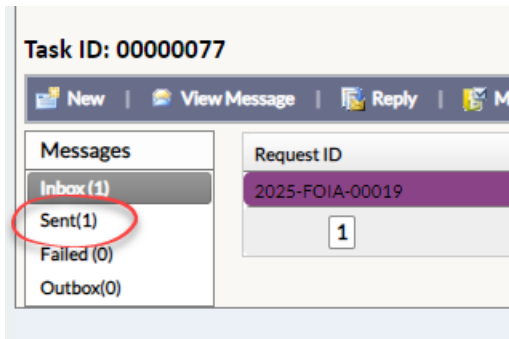 Task ID: 00000077
New | View Message | Reply | M
Messages
Request ID
Inbox (1)
2025-FOIA-00019
Sent(1)
1
Failed (0)
Outbox(0)